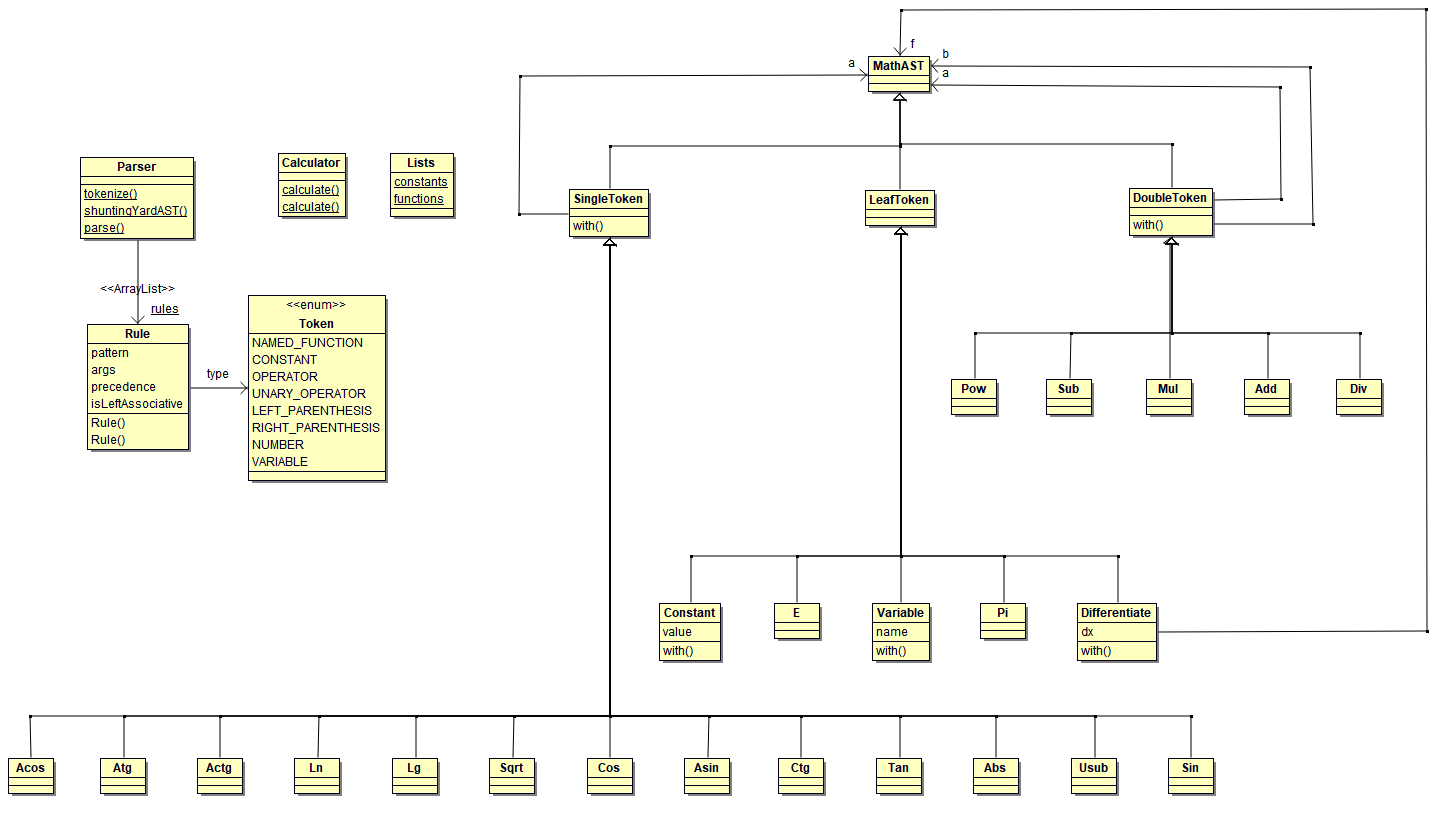 f
MathAST
b
a
a
Parser
tokenize()
shuntingYardAST()
parse()
Calculator
calculate()
calculate()
Lists
constants
functions
SingleToken
with()
LeafToken
DoubleToken
with()
<<ArrayList>>
rules
Rule
pattern
args
precedence
isLeftAssociative
Rule()
Rule()
type
<<enum>>
Token
NAMED_FUNCTION
CONSTANT
OPERATOR
UNARY_OPERATOR
LEFT_PARENTHESIS
RIGHT_PARENTHESIS
NUMBER
VARIABLE
Pow
Sub
Mul
Add
Div
Constant
value
with()
E
Variable
name
with()
Pi
Differentiate
dx
with()
Acos
Atg
Actg
Ln
Lg
Sqrt
Cos
Asin
Ctg
Tan
Abs
Usub
Sin